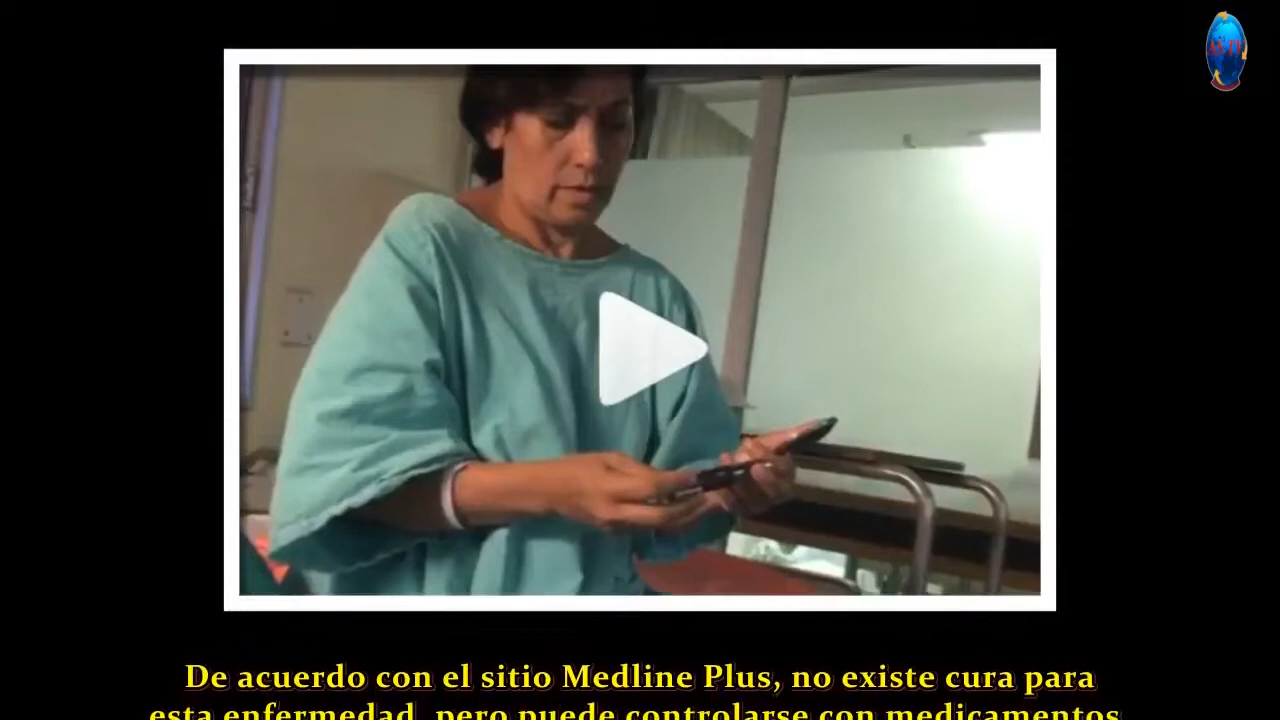 De acuerdo con el sitio Medline Plus, no existe cura para
esta enfermedad, pero puede controlarse con medicamentos